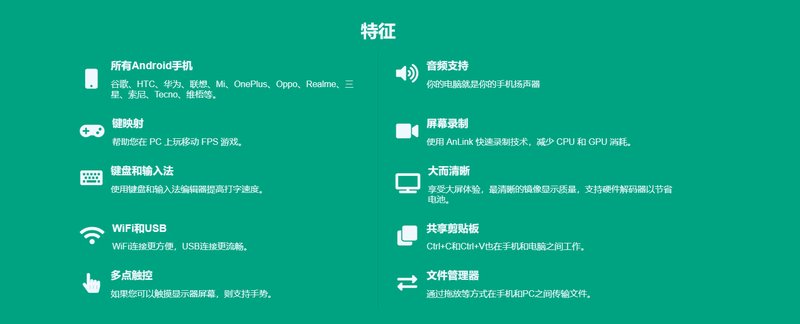 特征
所有Android手机
谷歌、HTC、华为、联想、Mi、OnePlus、Oppo、Realme、三
星、索尼、Tecno、维梧等。
键映射
帮助您在 PC 上玩移动 FPS 游戏。
键盘和输入法
使用键盘和输入法编辑器提高打字速度。
WiFi和USB
WiFi连接更方便，USB连接更流畅。
多点触控
如果您可以触摸显示器屏幕，则支持手势。
音频支持
你的电脑就是你的手机扬声器
屏幕录制
使用 AnLink 快速录制技术，减少 CPU 和 GPU 消耗。
大而清晰
享受大屏体验，最清晰的镜像显示质量，支持硬件解码器以节省
电池。
共享剪贴板
Ctrl+C和Ctrl+V也在手机和电脑之间工作。
文件管理器
通过拖放等方式在手机和PC之间传输文件。